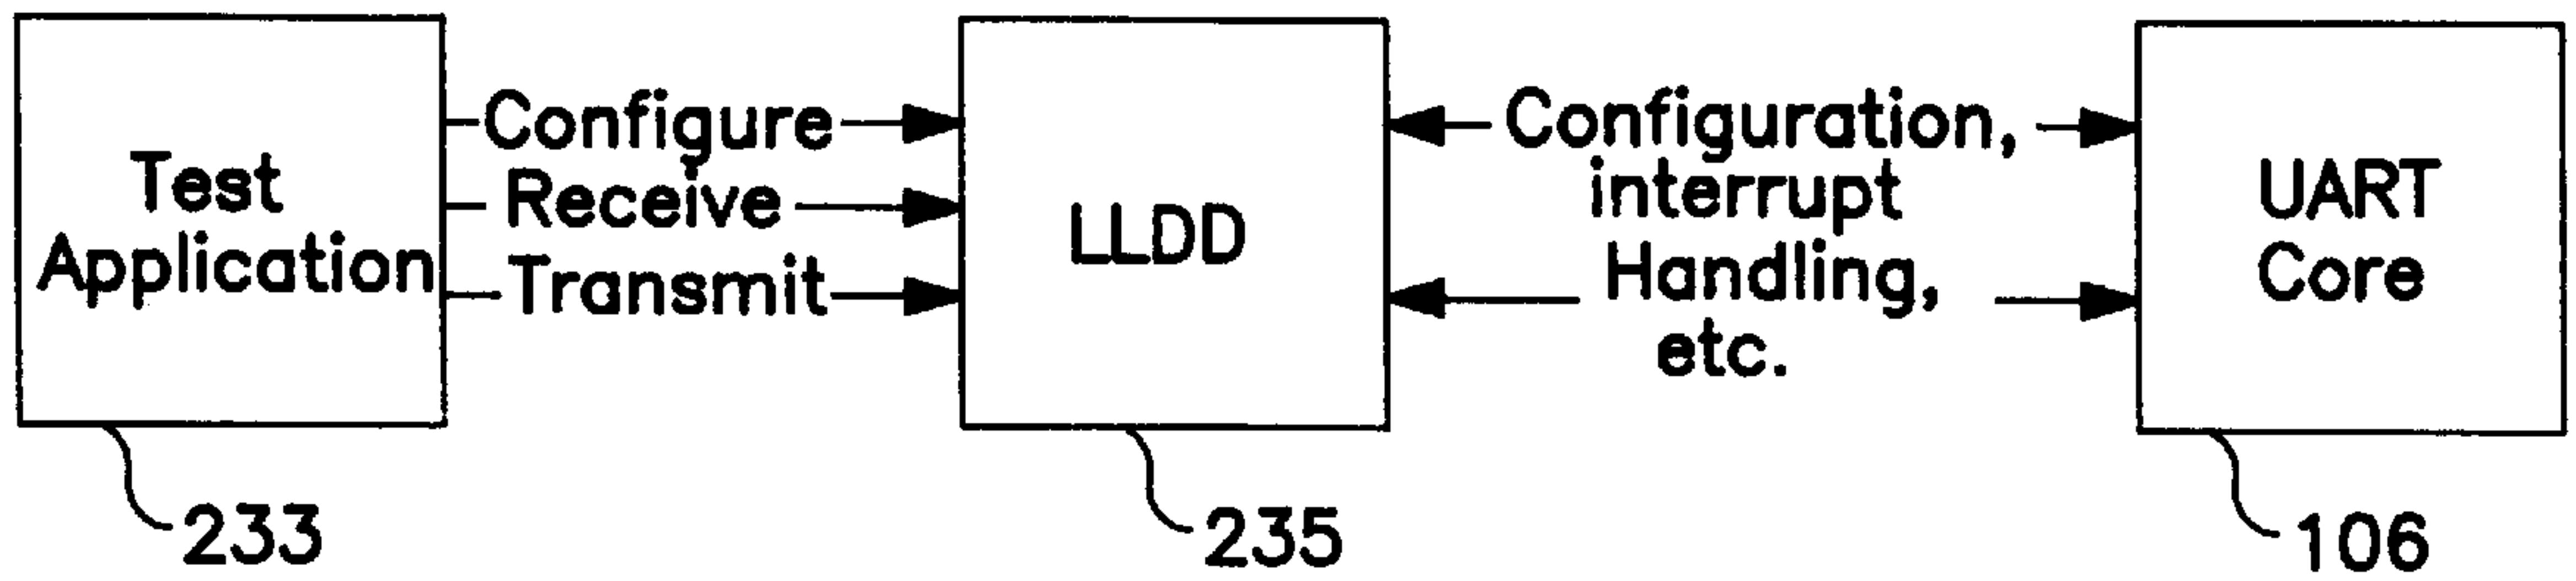 Test
Application
Configure
Receive
Transmit
LLDD
Configuration,
interrupt
Handling,
etc.
UART
Core
233
235
106